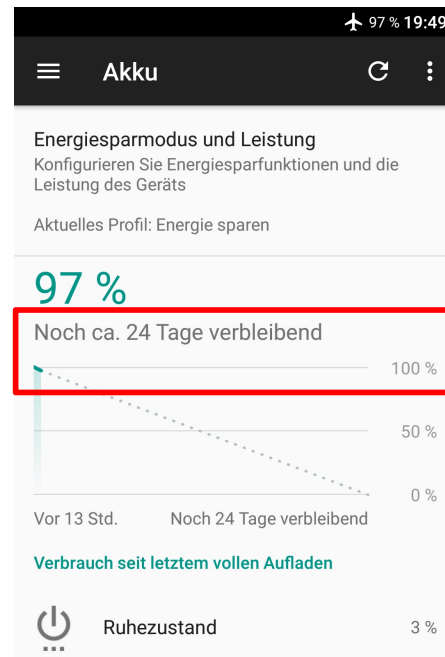 97 % 19:49
Akku
Energiesparmodus und Leistung
Konfigurieren Sie Energiesparfunktionen und die
Leistung des Geräts
Aktuelles Profil: Energie sparen
97 %
Noch ca. 24 Tage verbleibend
100 %
50 %
0 %
Vor 13 Std. Noch 24 Tage verbleibend
Verbrauch seit letztem vollen Aufladen
Ruhezustand 3 %